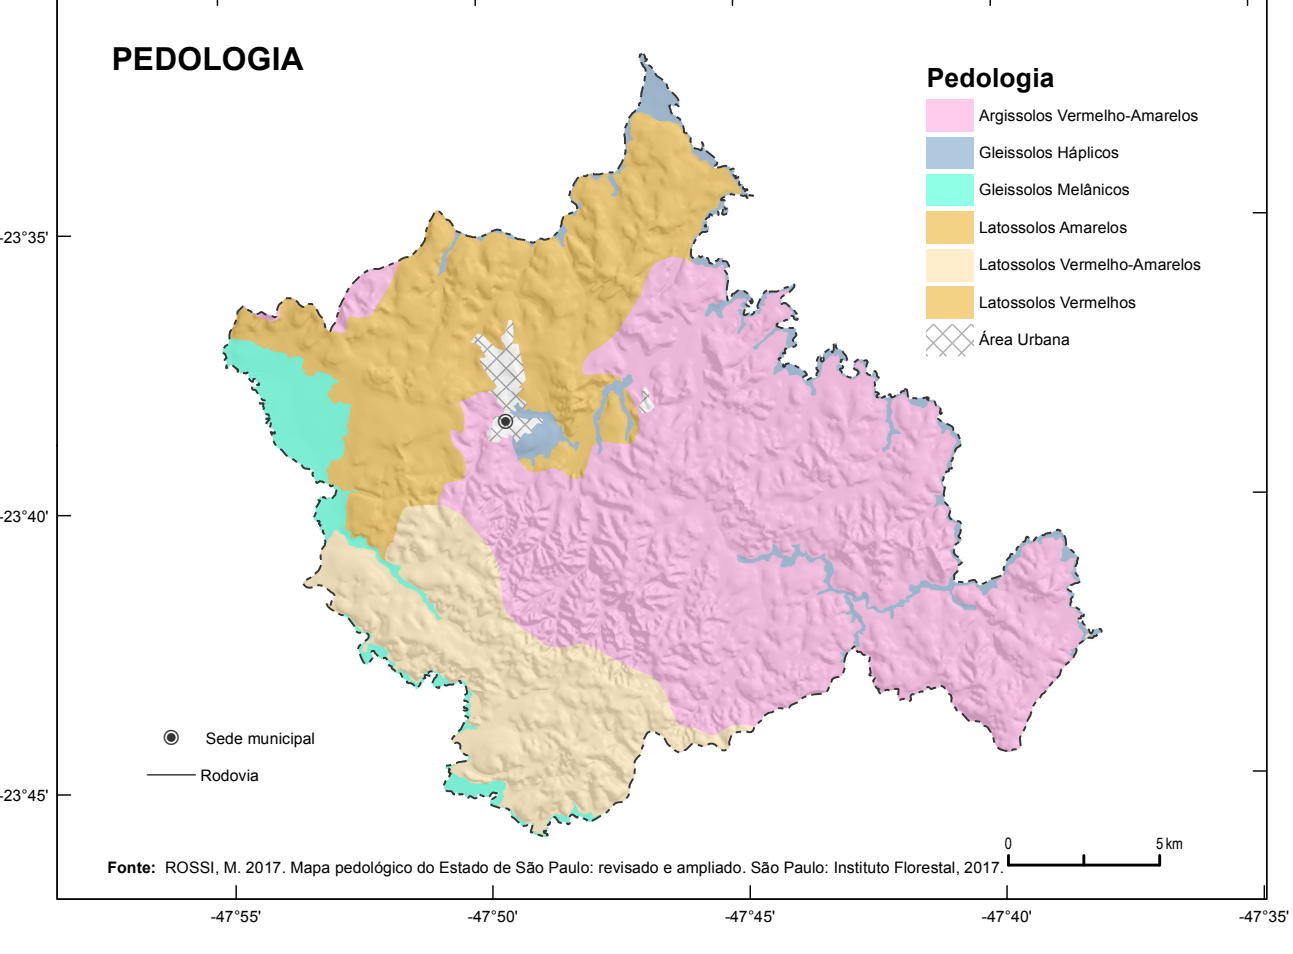 PEDOLOGIA
Pedologia
Argissolos Vermelho-Amarelos
Gleissolos Háplicos
Gleissolos Melânicos
Latossolos Amarelos
Latossolos Vermelho-Amarelos
Latossolos Vermelhos
Área Urbana
-23°35'
-23°40'
-23°45'
Sede municipal
Rodovia
0 5 km
Fonte: ROSSI, M. 2017. Mapa pedológico do Estado de São Paulo: revisado e ampliado. São Paulo: Instituto Florestal, 2017.
-47°55' -47°50' -47°45' -47°40' -47°35'